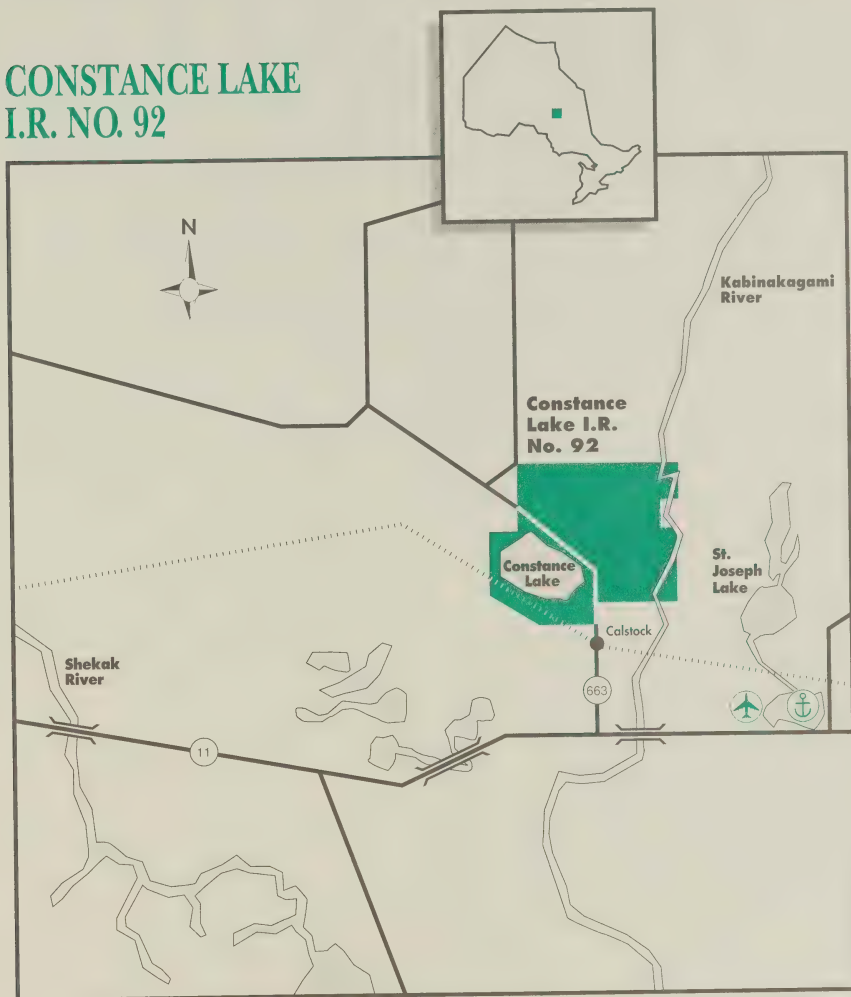 CONSTANCE LAKE
I.R. NO. 92
N
Kabinakagami
River
Constance
Lake I.R.
No. 92
Constance
Lake
St.
Joseph
Lake
Calstock
Shekak
River
663
11